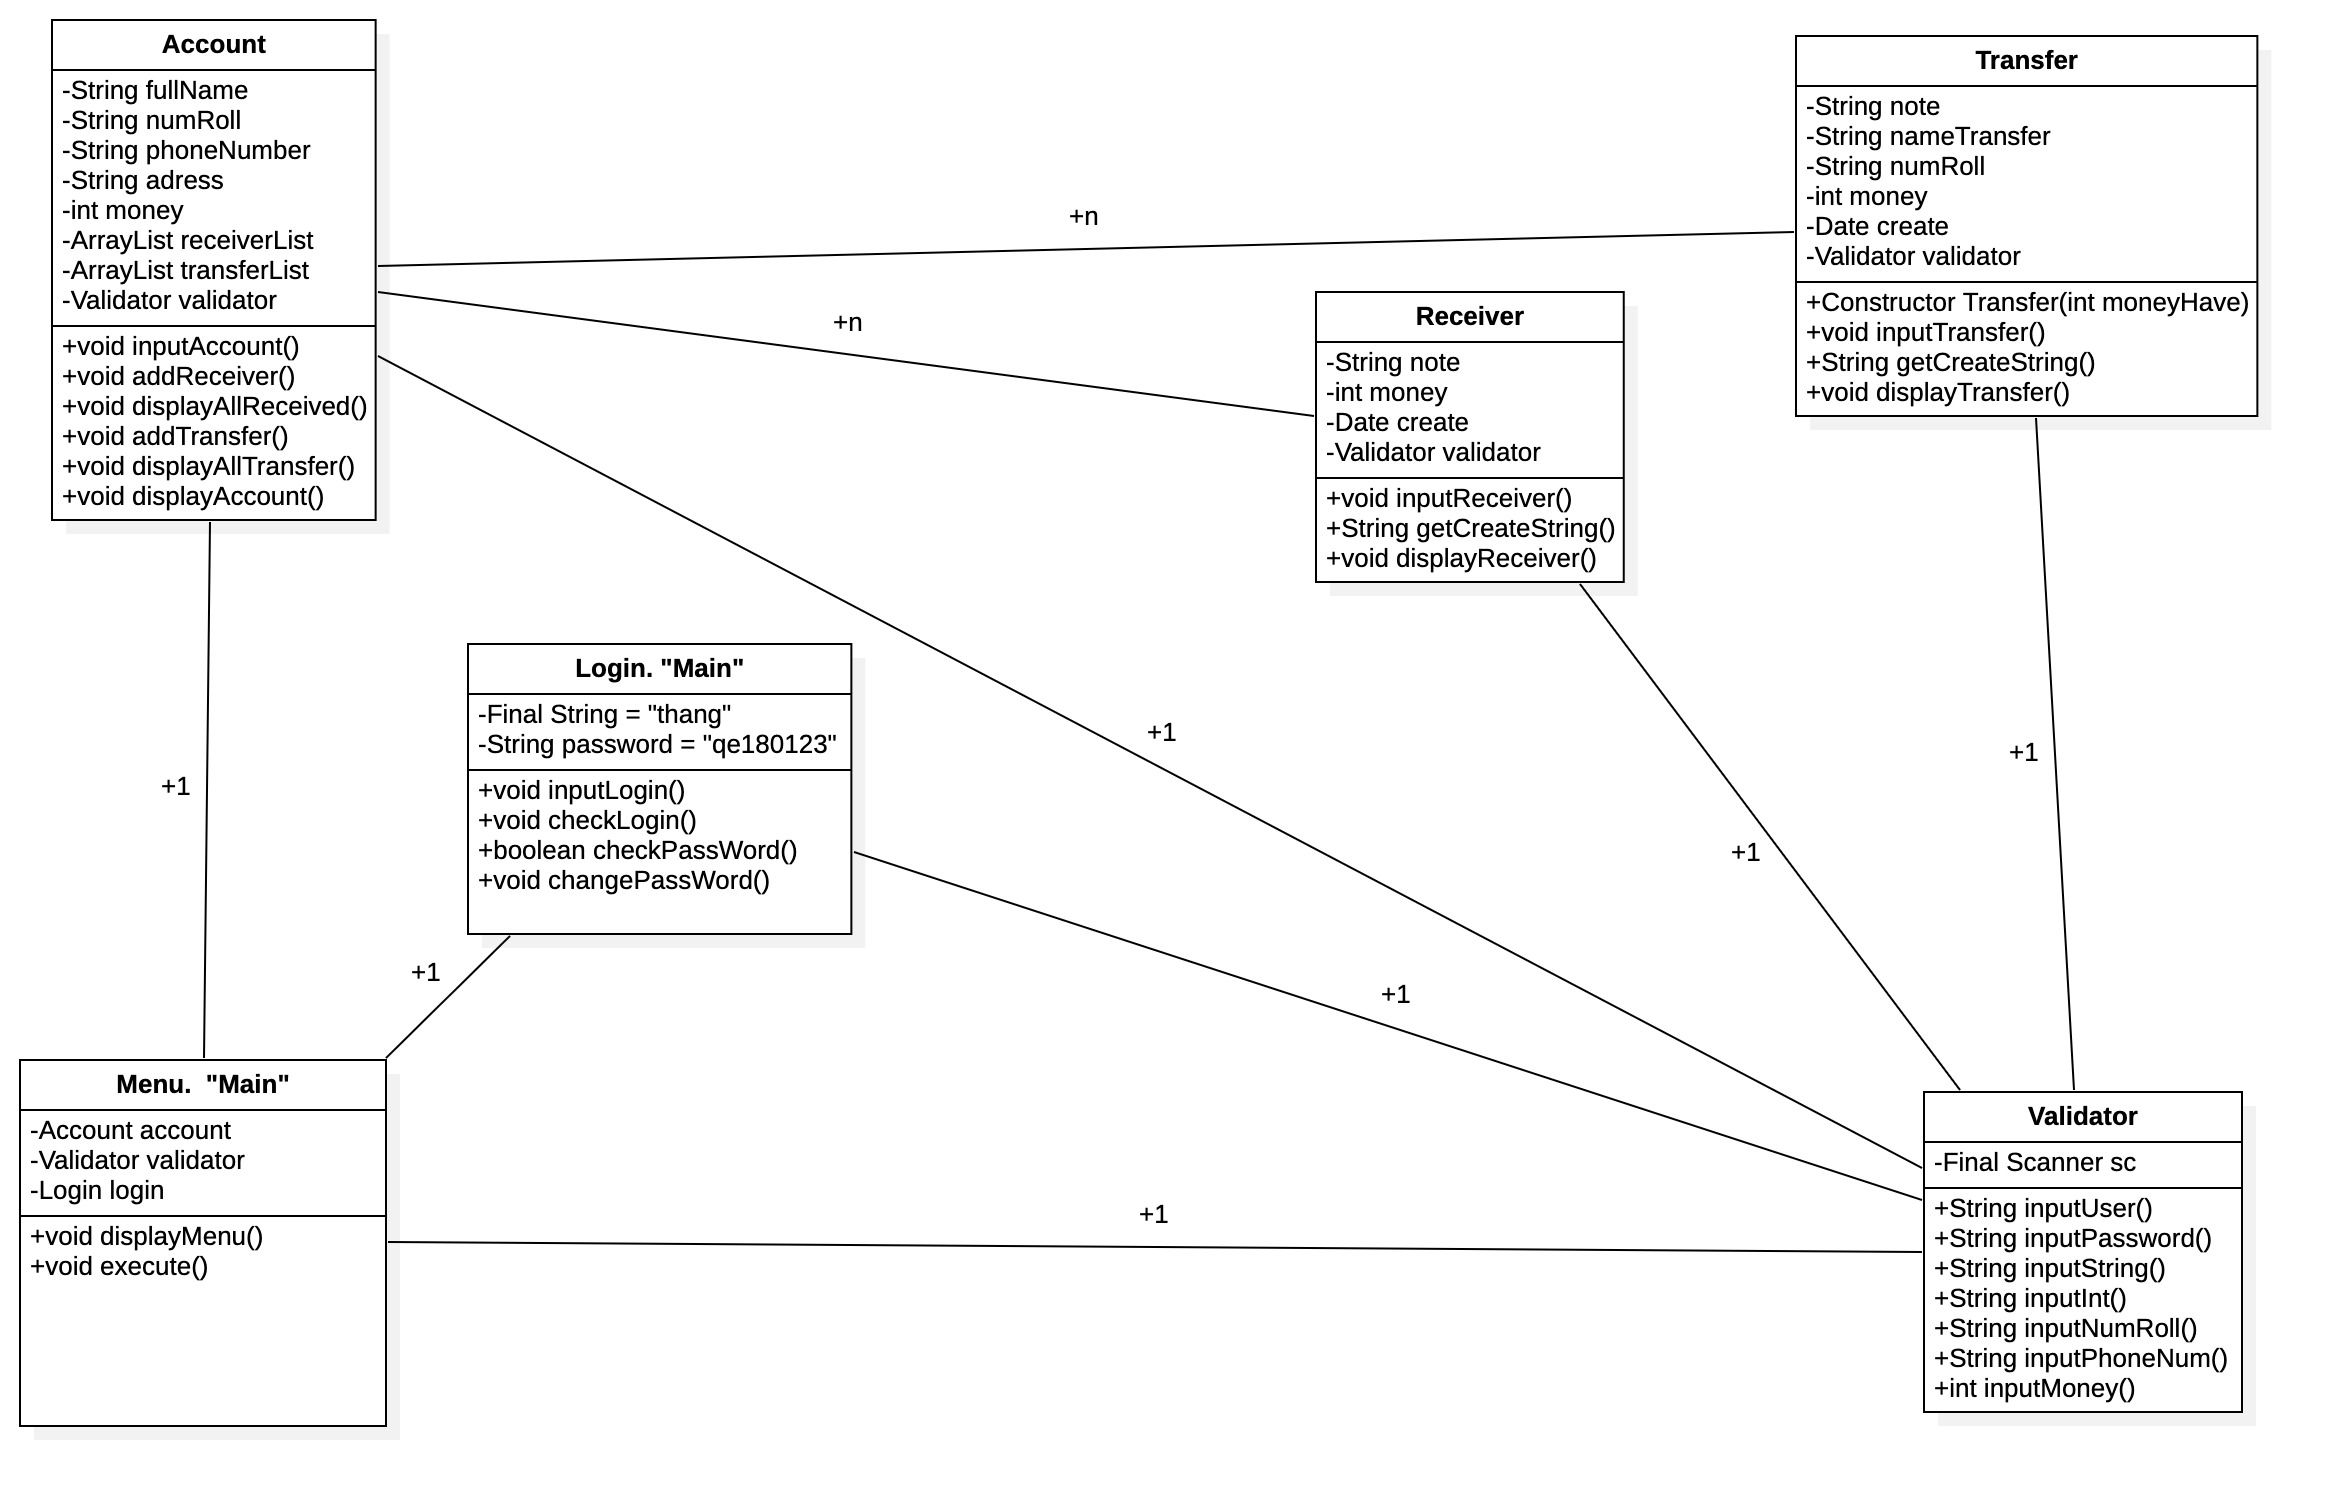 Account
-String fullName
-String numRoll
-String phoneNumber
-String adress
-int money
-ArrayList receiverList
-ArrayList transferList
-Validator validator
+void inputAccount()
+void addReceiver()
+void displayAllReceived()
+void addTransfer()
+void displayAllTransfer()
+void displayAccount()
Transfer
-String note
-String nameTransfer
-String numRoll
-int money
-Date create
-Validator validator
+Constructor Transfer(int moneyHave)
+void inputTransfer()
+String getCreateString()
+void displayTransfer()
+n
+n
Receiver
-String note
-int money
-Date create
-Validator validator
+void inputReceiver()
+String getCreateString()
+void displayReceiver()
Login. "Main"
-Final String = "thang"
-String password = "qe180123"
+void inputLogin()
+void checkLogin()
+boolean checkPassWord()
+void changePassWord()
+1
+1
+1
+1
+1
+1
Menu.  "Main"
-Account account
-Validator validator
-Login login
+void displayMenu()
+void execute()
+1
Validator
-Final Scanner sc
+String inputUser()
+String inputPassword()
+String inputString()
+String inputInt()
+String inputNumRoll()
+String inputPhoneNum()
+int inputMoney()